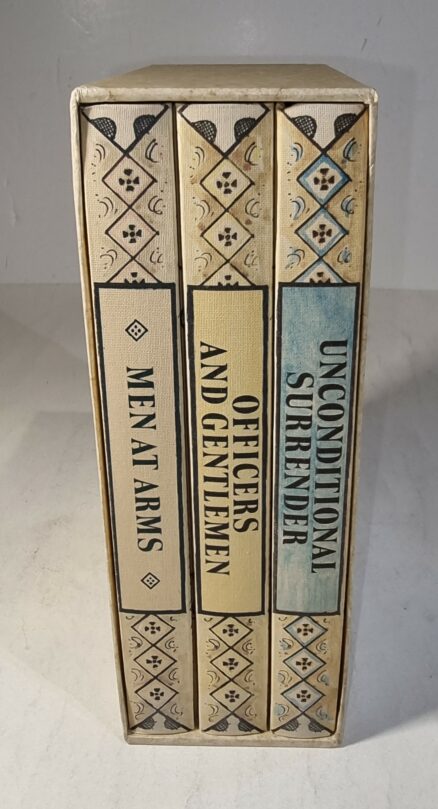 MEN AT ARMS
OFFICERS
AND GENTLEMEN
UNCONDITIONAL
SURRENDER